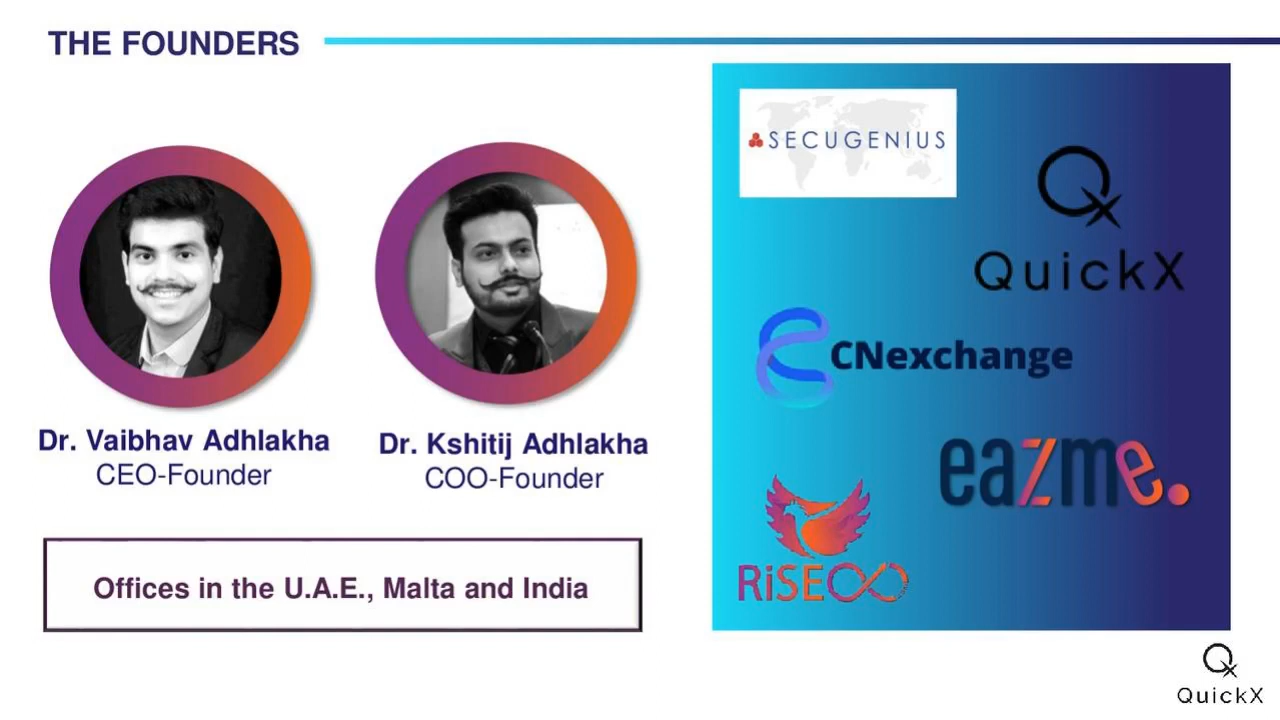 THE FOUNDERS
Dr. Vaibhav Adhlakha
CEO-Founder
Dr. Kshitij Adhlakha
COO-Founder
Offices in the U.A.E., Malta and India
SECUGENIUS
QuickX
CNexchange
eazme.
RiSE
QuickX